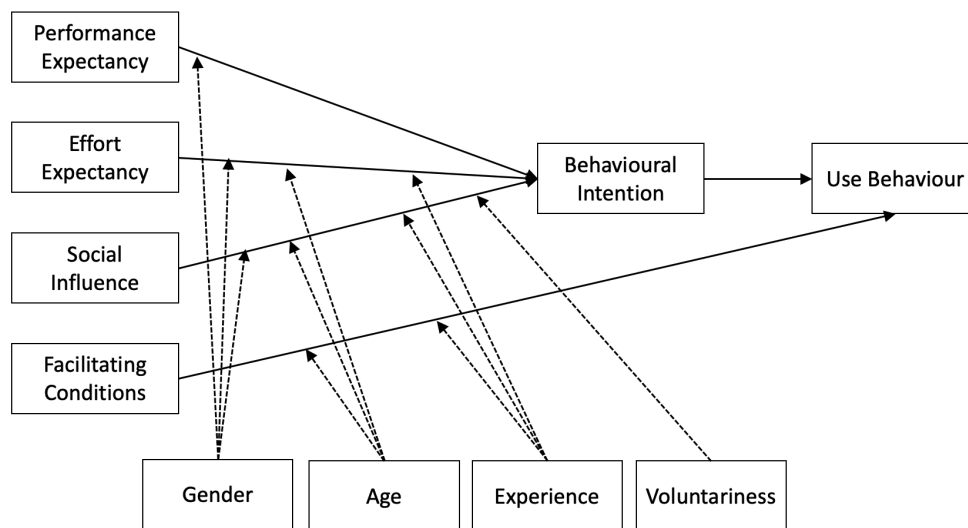 Performance
Expectancy
Effort
Expectancy
Behavioural
Intention
Use Behaviour
Social
Influence
Facilitating
Conditions
Gender
Age
Experience
Voluntariness